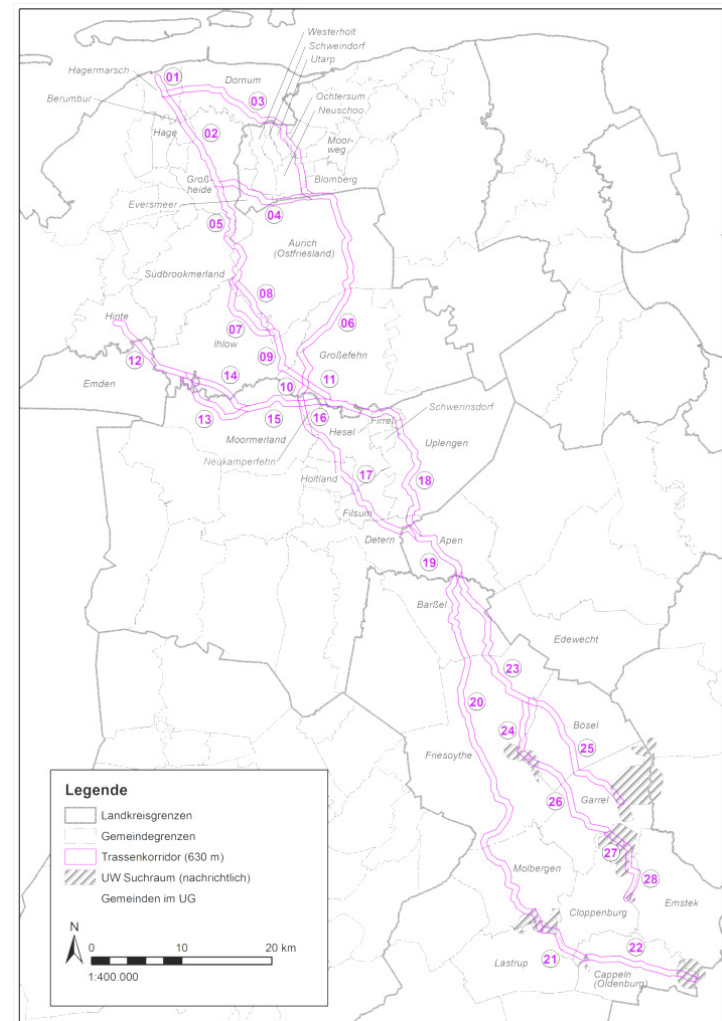 Westerholt
Schweindorf
Utarp
Hagermarsch
01
Dornum
Berumbur
03
Ochtersum
Neuschoo
Hage
02
Moor-
weg
Groß-
heide
Blomberg
Eversmeer
04
05
Aurich
(Ostfriesland)
Südbrookmerland
08
Hinte
07
06
Ihlow
09
12
Großefehn
Emden
14
10
11
13
15
16
Firrel
Schwerinsdorf
Hesel
Moormerland
Uplengen
Neukamperfehn
Holtland
17
18
Filsum
Detern
Apen
19
Barßel
Edewecht
23
20
24
Bösel
25
Friesoythe
26
Garrel
27
Molbergen
28
Cloppenburg
Emstek
22
Lastrup
21
Cappeln
(Oldenburg)
Legende
Landkreisgrenzen
Gemeindegrenzen
Trassenkorridor (630 m)
UW Suchraum (nachrichtlich)
Gemeinden im UG
N
0 10 20 km
1:400.000